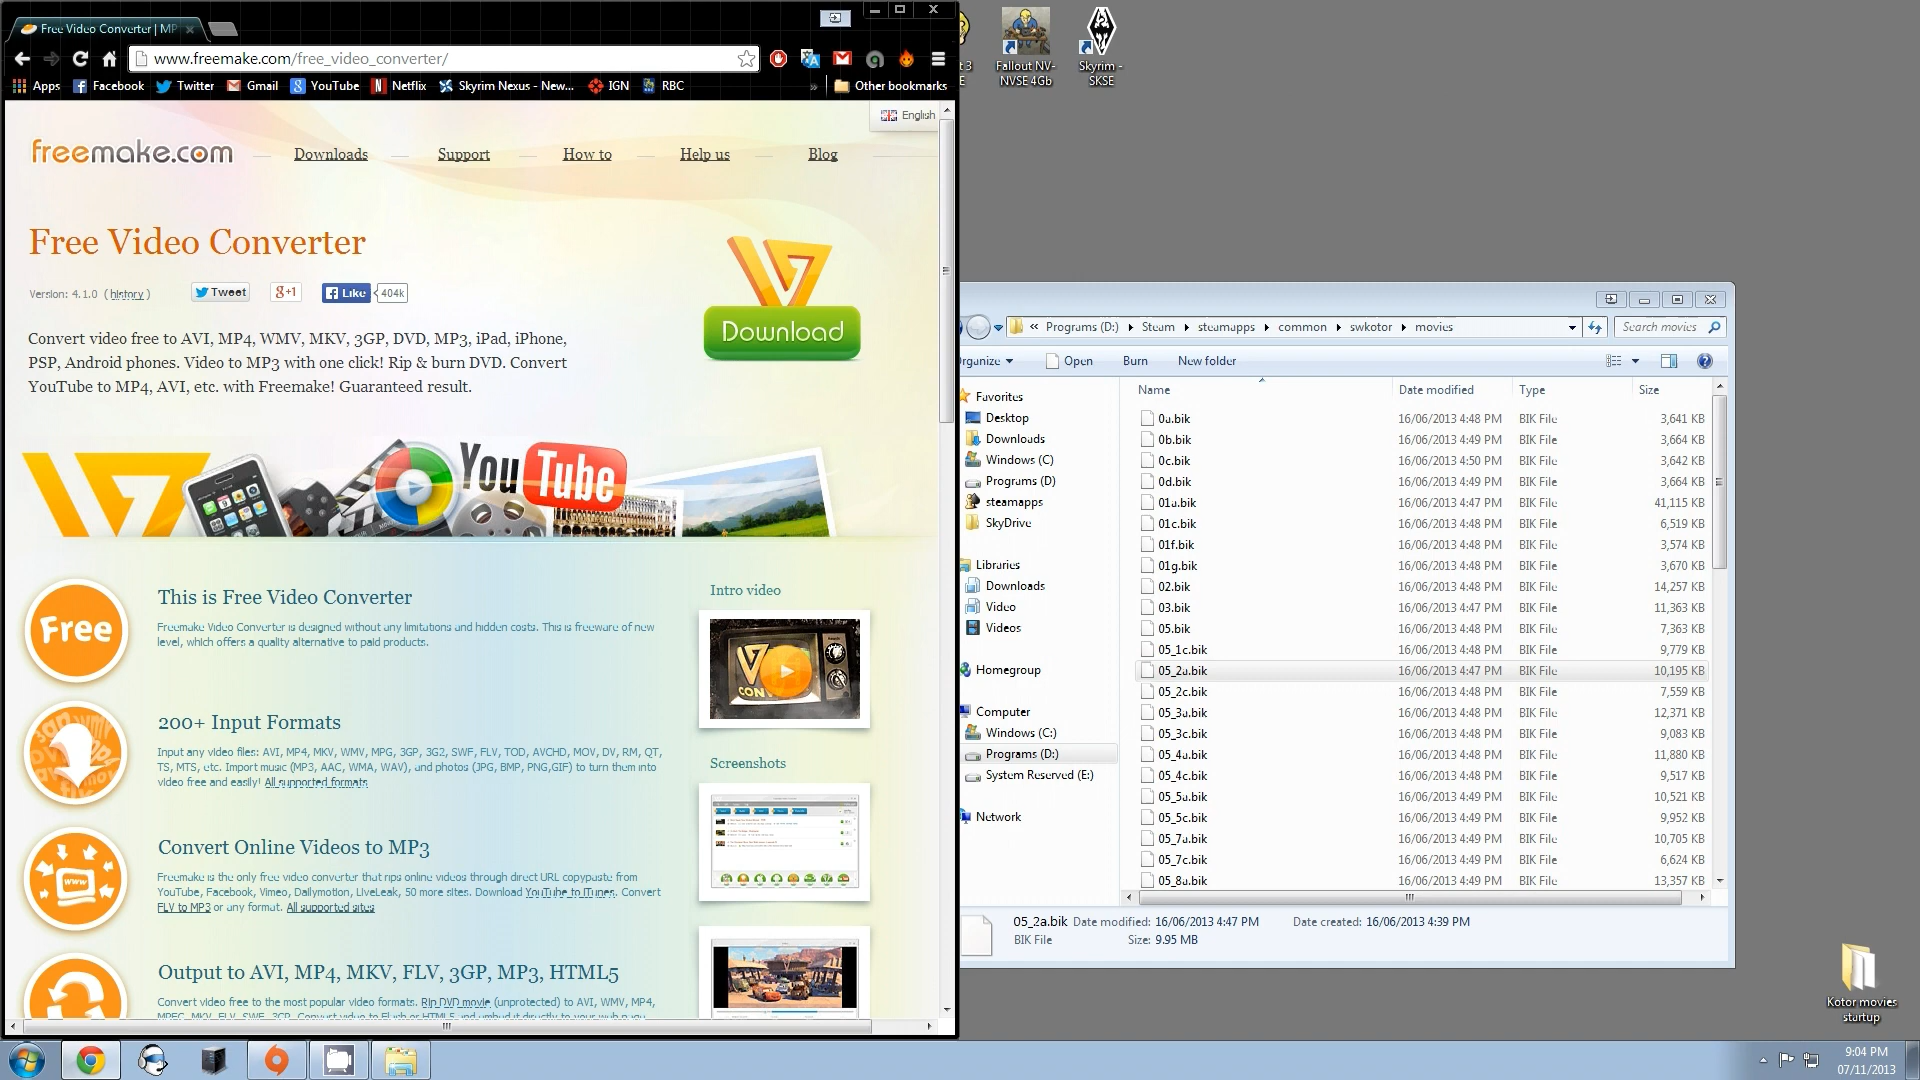 Free Video Converter | MP
www.freemake.com/free_video_converter/
Apps
Facebook
Twitter
Gmail
YouTube
Netflix
Skyrim Nexus - New...
IGN
RBC
»
Other bookmarks
English
freemake.com
Downloads
Support
How to
Help us
Blog
Free Video Converter
Version: 4.1.0 ( history )
Tweet
g+1
Like
404k
Download
Convert video free to AVI, MP4, WMV, MKV, 3GP, DVD, MP3, iPad, iPhone,
PSP, Android phones. Video to MP3 with one click! Rip & burn DVD. Convert
YouTube to MP4, AVI, etc. with Freemake! Guaranteed result.
You Tube
Free
This is Free Video Converter
Freemake Video Converter is designed without any limitations and hidden costs. This is freeware of new
level, which offers a quality alternative to paid products.
200+ Input Formats
Input any video files: AVI, MP4, MKV, WMV, MPG, 3GP, 3G2, SWF, FLV, TOD, AVCHD, MOV, DV, RM, QT,
TS, MTS, etc. Import music (MP3, AAC, WMA, WAV), and photos (JPG, BMP, PNG,GIF) to turn them into
video free and easily! All supported formats
www
Convert Online Videos to MP3
Freemake is the only free video converter that rips online videos through direct URL copypaste from
YouTube, Facebook, Vimeo, Dailymotion, LiveLeak, 50 more sites. Download YouTube to iTunes. Convert
FLV to MP3 or any format. All supported sites
Output to AVI, MP4, MKV, FLV, 3GP, MP3, HTML5
Convert video free to the most popular video formats. Rip DVD movie (unprotected) to AVI, WMV, MP4,
Intro video
Screenshots
Fallout NV-
NVSE 4Gb
Skyrim -
SKSE
« Programs (D:) Steam steamapps common swkotor movies
Search movies
Organize
Open
Burn
New folder
Favorites
Desktop
Downloads
Windows (C)
Programs (D)
steamapps
SkyDrive
Libraries
Downloads
Video
Videos
Homegroup
Computer
Windows (C:)
Programs (D:)
System Reserved (E:)
Network
Name Date modified Type Size
0a.bik 16/06/2013 4:48 PM BIK File 3,641 KB
0b.bik 16/06/2013 4:49 PM BIK File 3,664 KB
0c.bik 16/06/2013 4:50 PM BIK File 3,642 KB
0d.bik 16/06/2013 4:49 PM BIK File 3,664 KB
01a.bik 16/06/2013 4:47 PM BIK File 41,115 KB
01c.bik 16/06/2013 4:48 PM BIK File 6,519 KB
01f.bik 16/06/2013 4:48 PM BIK File 3,574 KB
01g.bik 16/06/2013 4:48 PM BIK File 3,670 KB
02.bik 16/06/2013 4:48 PM BIK File 14,257 KB
03.bik 16/06/2013 4:47 PM BIK File 11,363 KB
05.bik 16/06/2013 4:48 PM BIK File 7,363 KB
05_1c.bik 16/06/2013 4:48 PM BIK File 9,779 KB
05_2a.bik 16/06/2013 4:47 PM BIK File 10,195 KB
05_2c.bik 16/06/2013 4:48 PM BIK File 7,559 KB
05_3a.bik 16/06/2013 4:48 PM BIK File 12,371 KB
05_3c.bik 16/06/2013 4:48 PM BIK File 9,083 KB
05_4a.bik 16/06/2013 4:48 PM BIK File 11,880 KB
05_4c.bik 16/06/2013 4:48 PM BIK File 9,517 KB
05_5a.bik 16/06/2013 4:49 PM BIK File 10,521 KB
05_5c.bik 16/06/2013 4:49 PM BIK File 9,952 KB
05_7a.bik 16/06/2013 4:49 PM BIK File 10,705 KB
05_7c.bik 16/06/2013 4:49 PM BIK File 6,624 KB
05_8a.bik 16/06/2013 4:49 PM BIK File 13,357 KB
05_2a.bik Date modified: 16/06/2013 4:47 PM Date created: 16/06/2013 4:39 PM
BIK File Size: 9.95 MB
Kotor movies
startup
9:04 PM
07/11/2013